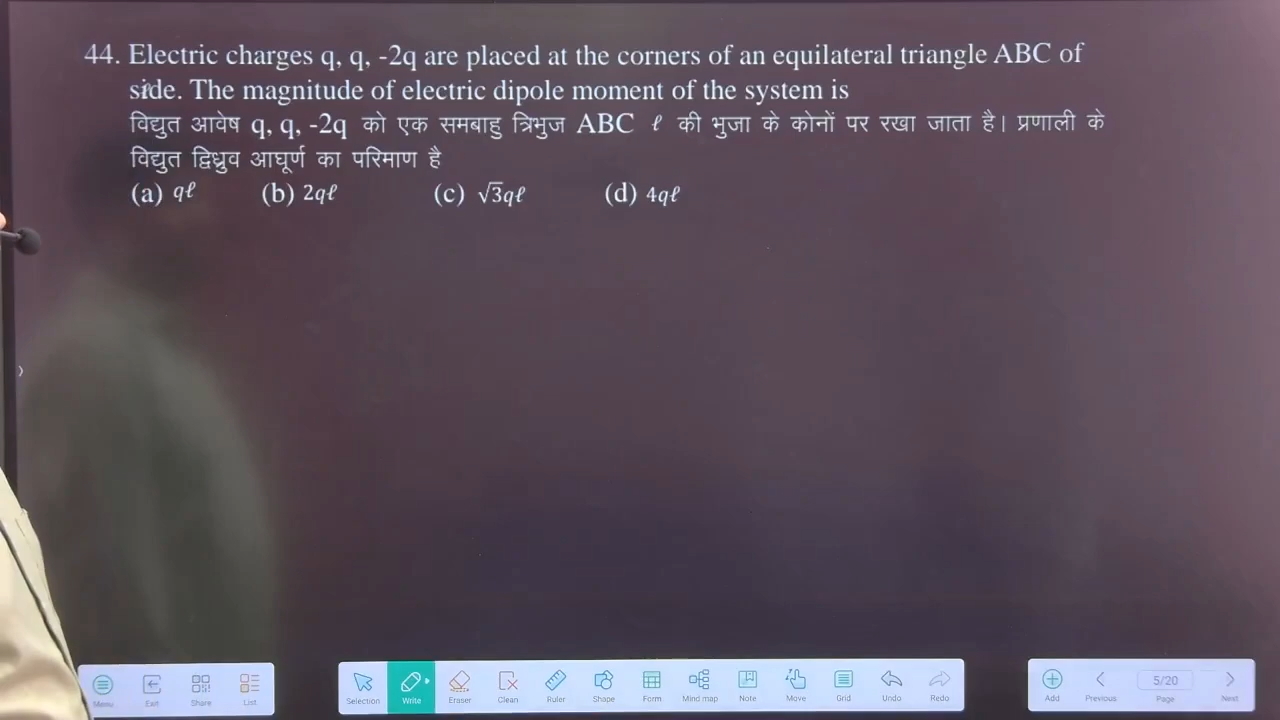 44. Electric charges q, q, -2q are placed at the corners of an equilateral triangle ABC of
side. The magnitude of electric dipole moment of the system is
विद्युत आवेष q, q, -2q को एक समबाहु त्रिभुज ABC ℓ की भुजा के कोनों पर रखा जाता है। प्रणाली के
विद्युत द्विध्रुव आघूर्ण का परिमाण है
(a) qℓ (b) 2qℓ (c) √3qℓ (d) 4qℓ
Menu Exit Share List Selection Write Eraser Clean Ruler Shape Form Mind map Note Move Grid Undo Redo Add Previous 5/20 Page Next